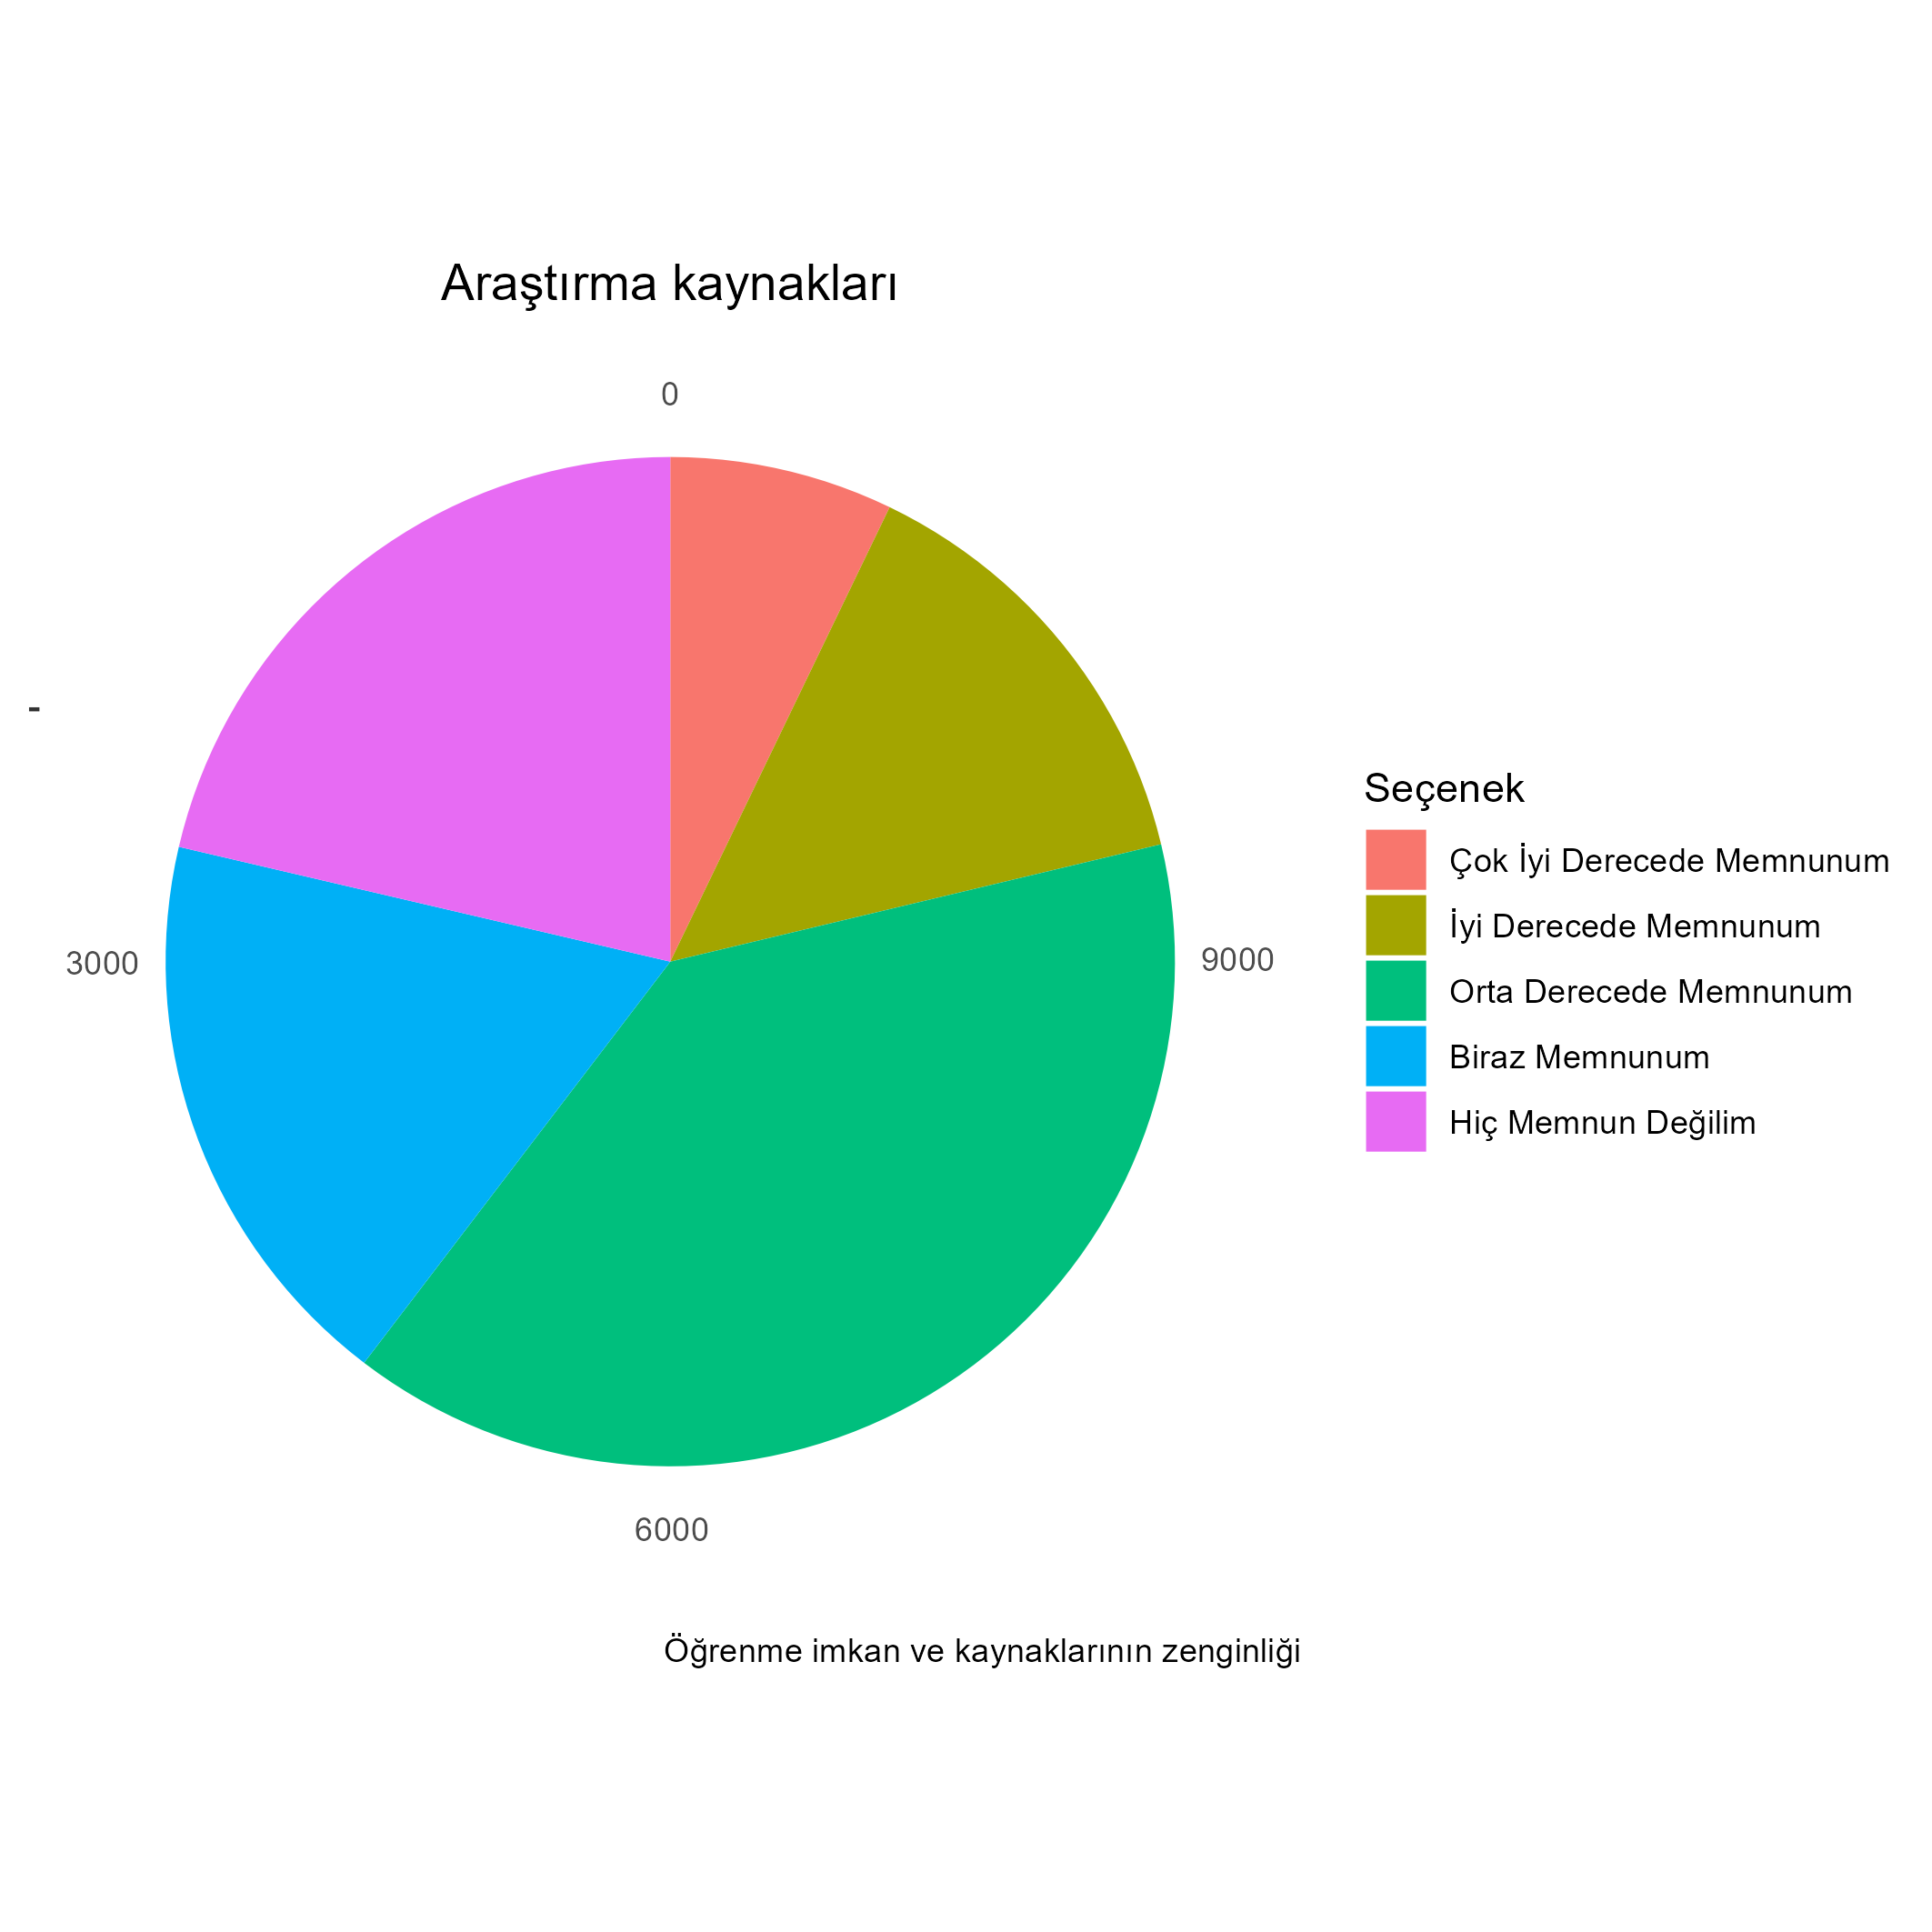 Araştırma kaynakları
0
-
3000
9000
6000
Seçenek
Çok İyi Derecede Memnunum
İyi Derecede Memnunum
Orta Derecede Memnunum
Biraz Memnunum
Hiç Memnun Değilim
Öğrenme imkan ve kaynaklarının zenginliği